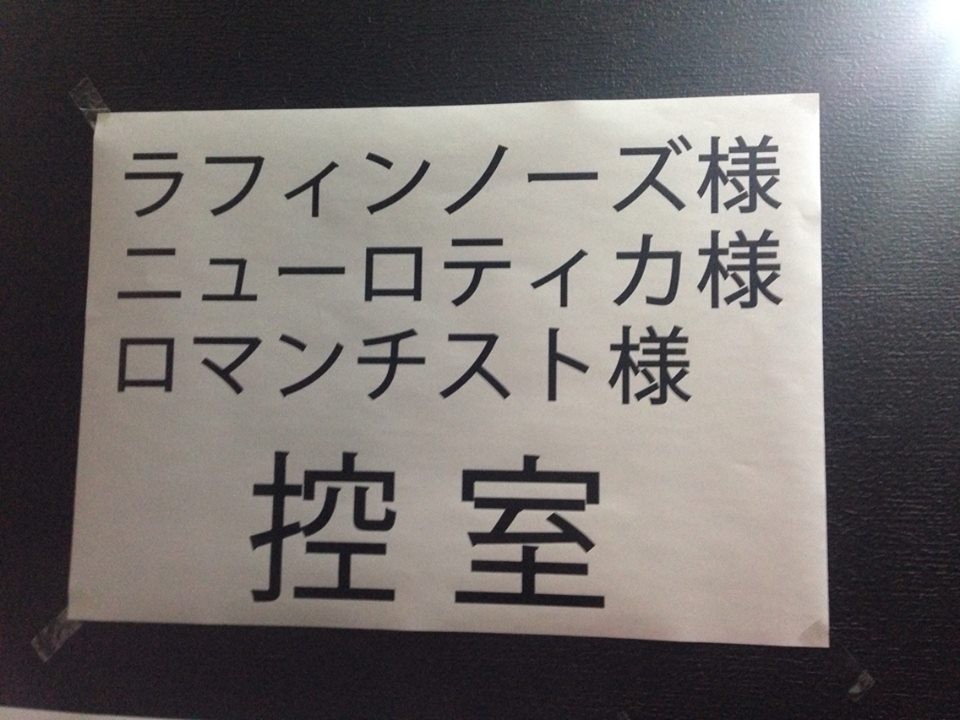 ラフィンノーズ様
ニューロティカ様
ロマンチスト様
控室